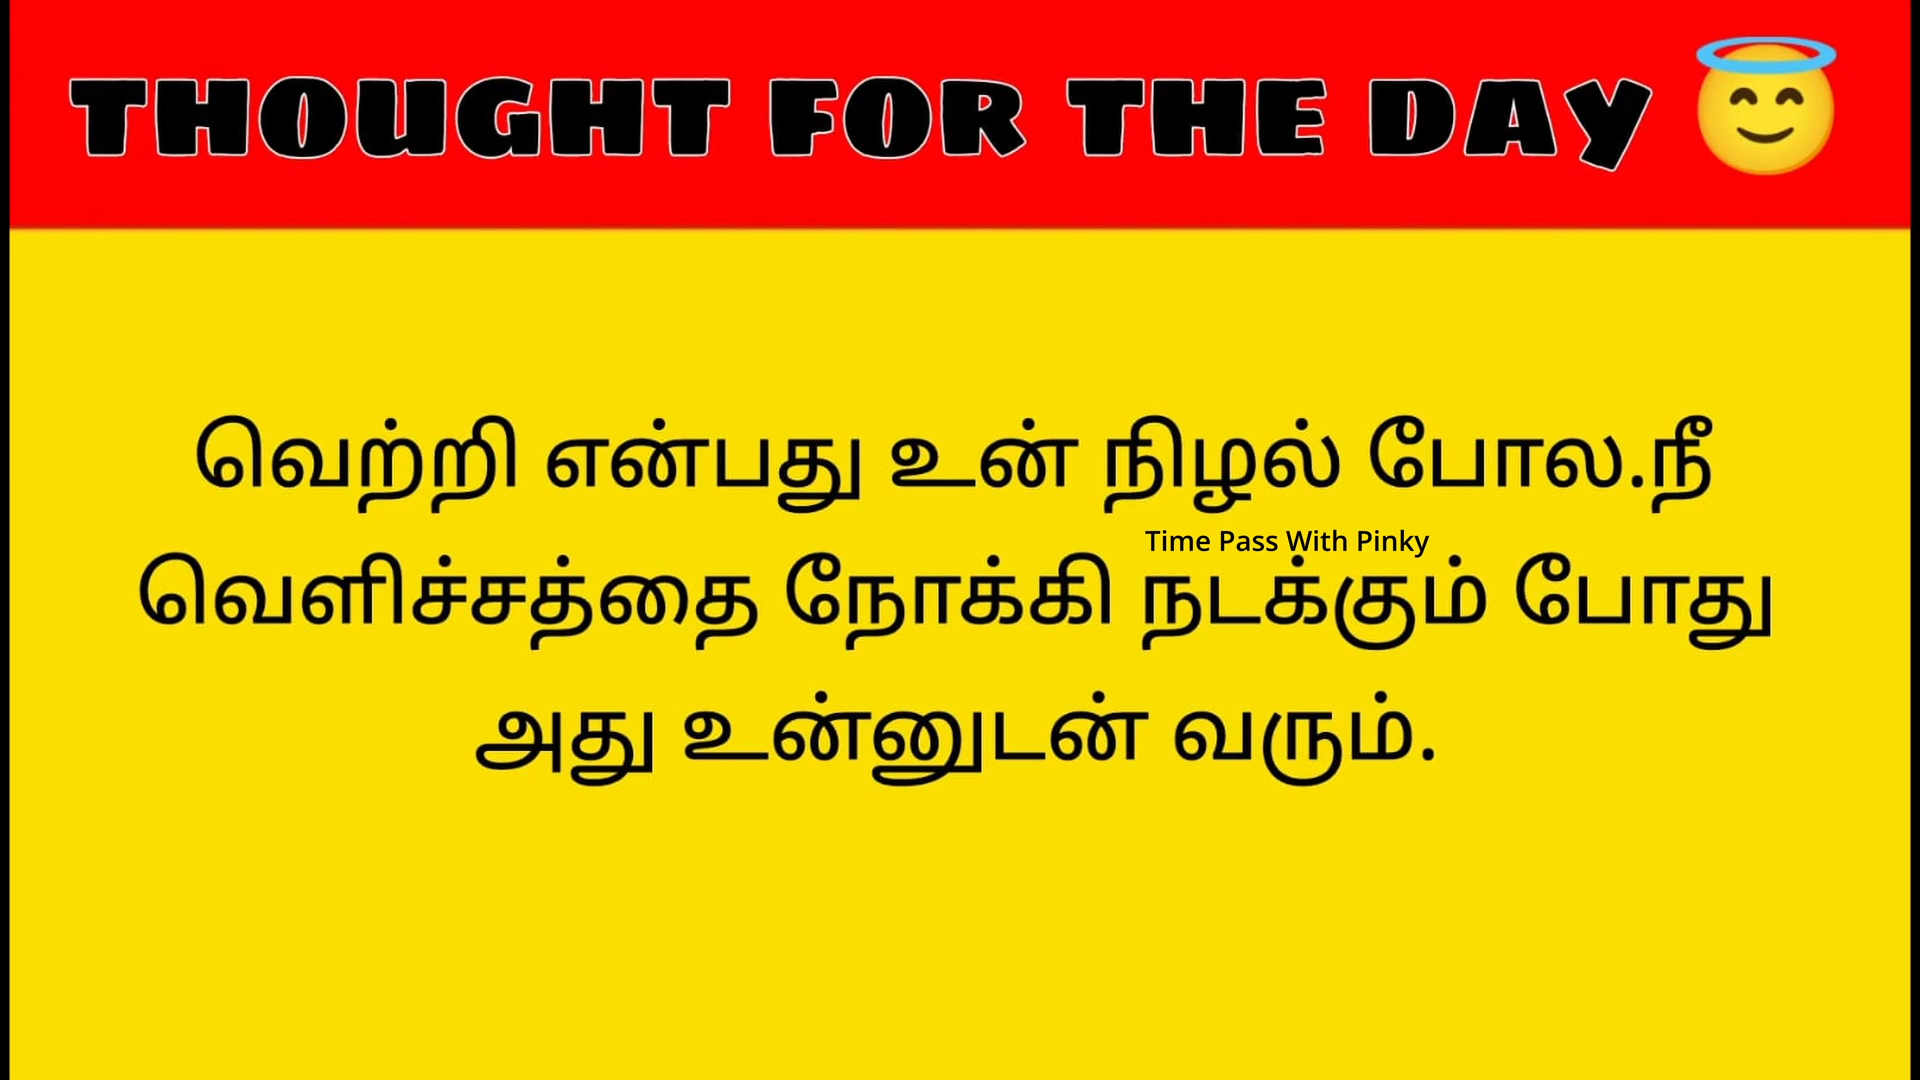 THOUGHT FOR THE DAY 😇
வெற்றி என்பது உன் நிழல் போல.நீ
Time Pass With Pinky
வெளிச்சத்தை நோக்கி நடக்கும் போது
அது உன்னுடன் வரும்.